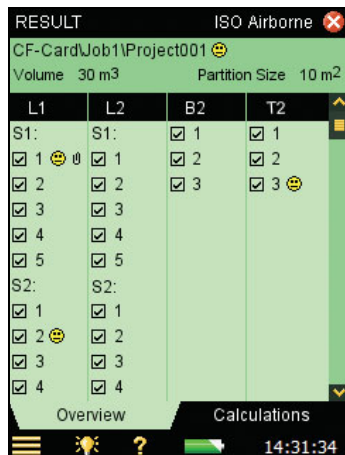 RESULT ISO Airborne
CF-Card\Job1\Project001
Volume 30 m3 Partition Size 10 m2
L1 L2 B2 T2
S1: S1: 1 1
1 1 2 2
2 2 3 3
3 3
4 4
5 5
S2: S2:
1 1
2 2
3 3
4 4
Overview Calculations
? 14:31:34